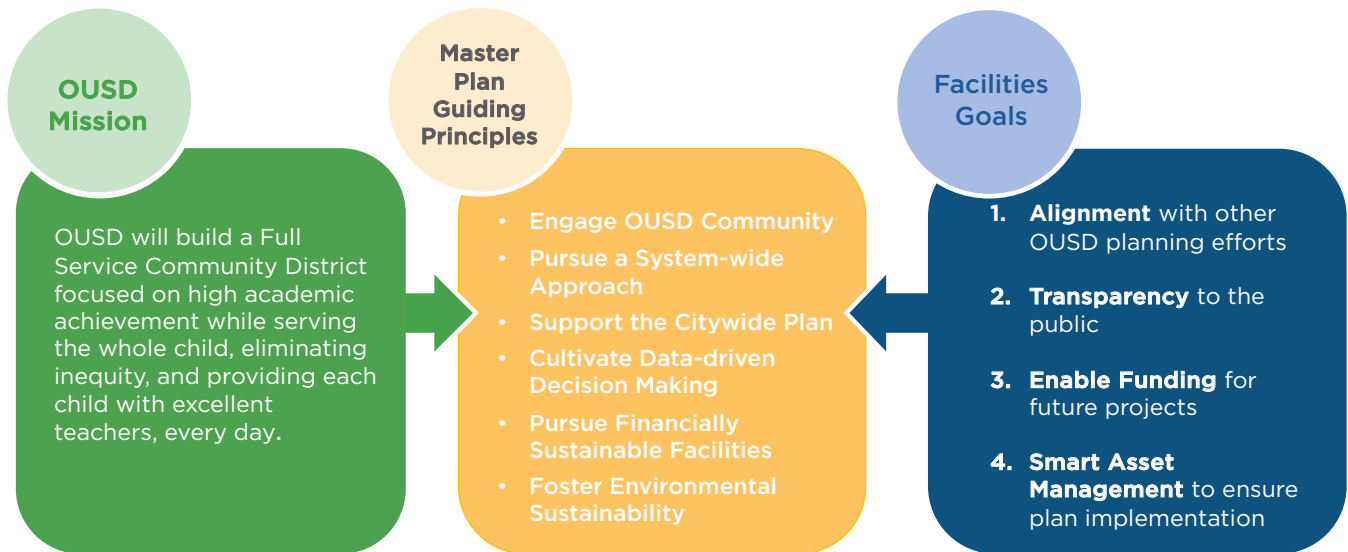 OUSD
Mission
OUSD will build a Full
Service Community District
focused on high academic
achievement while serving
the whole child, eliminating
inequity, and providing each
child with excellent
teachers, every day.
Master
Plan
Guiding
Principles
• Engage OUSD Community
• Pursue a System-wide
Approach
• Support the Citywide Plan
• Cultivate Data-driven
Decision Making
• Pursue Financially
Sustainable Facilities
• Foster Environmental
Sustainability
Facilities
Goals
1. Alignment with other
OUSD planning efforts
2. Transparency to the
public
3. Enable Funding for
future projects
4. Smart Asset
Management to ensure
plan implementation